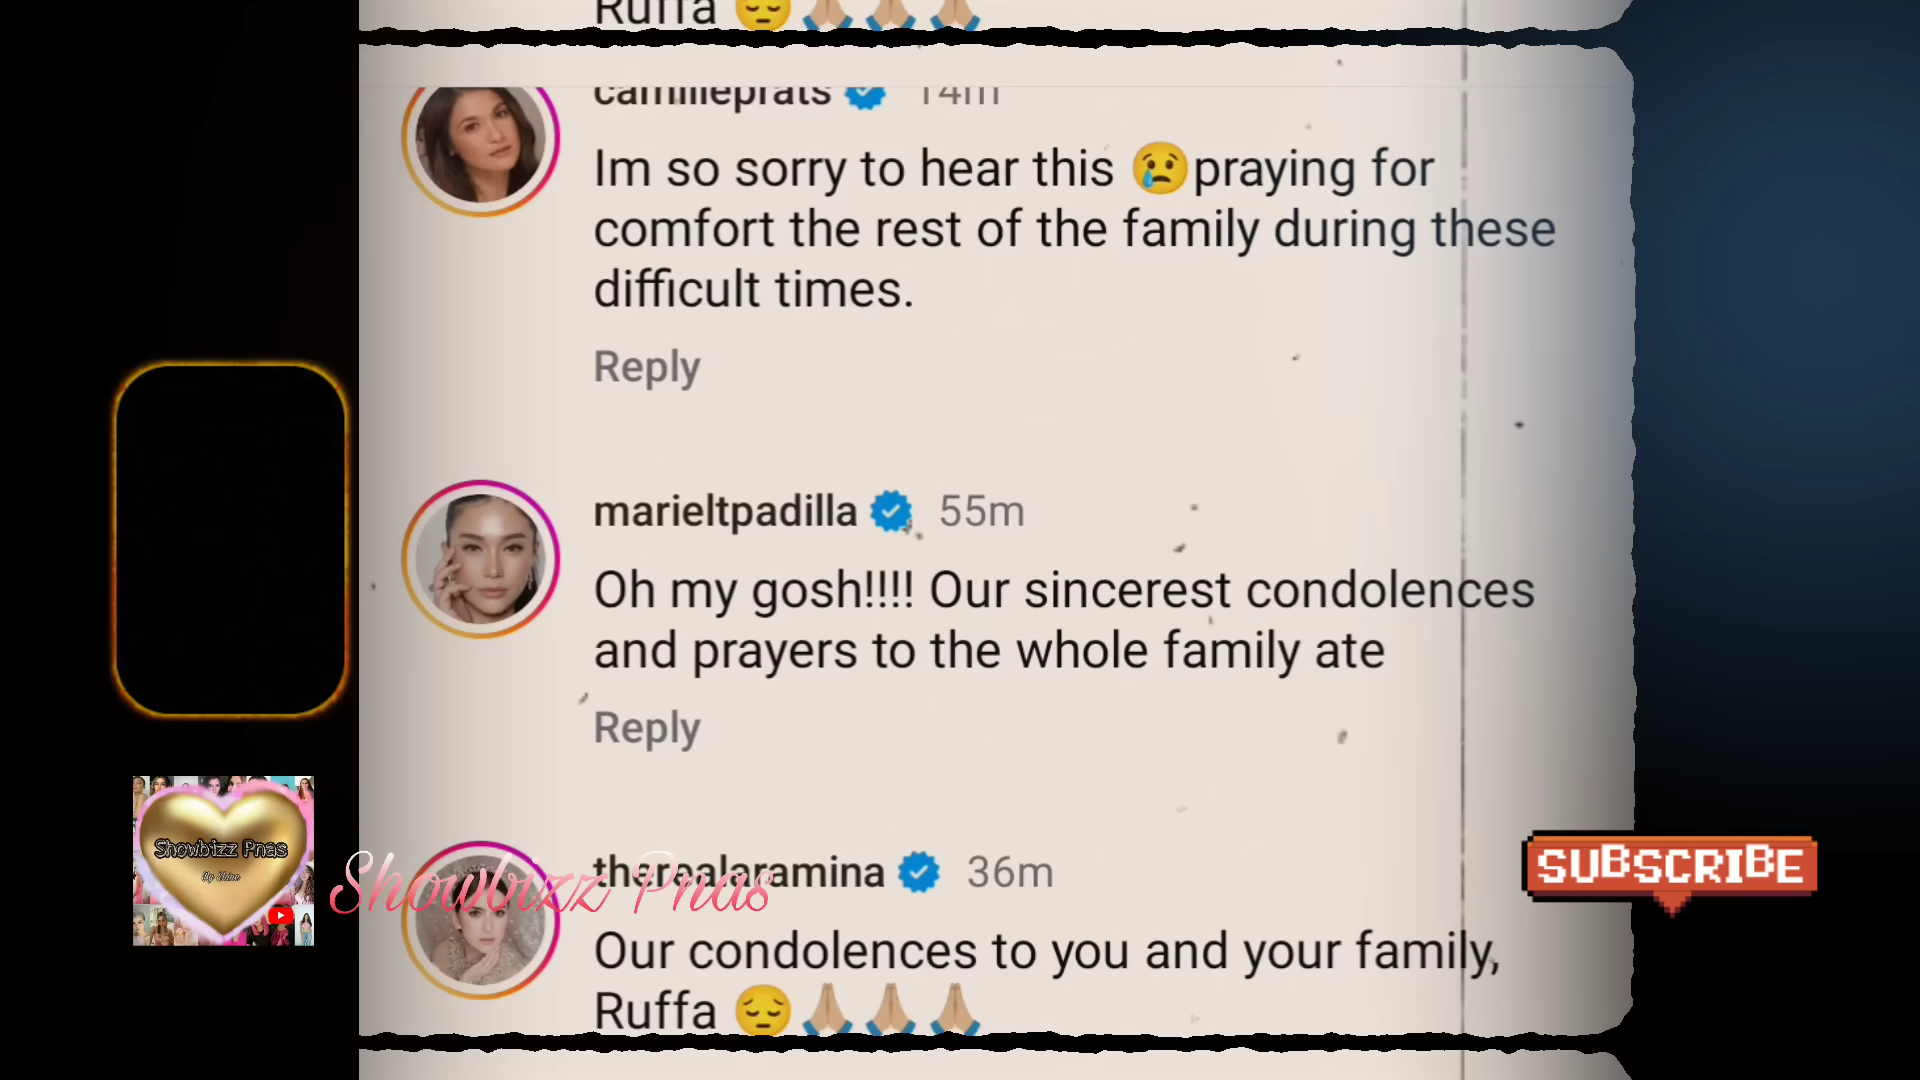 Ruffa 😔🙏🏼🙏🏼🙏🏼
camilleprats 14m
Im so sorry to hear this 😢praying for
comfort the rest of the family during these
difficult times.
Reply
marieltpadilla 55m
Oh my gosh!!!! Our sincerest condolences
and prayers to the whole family ate
Reply
therealaramina 36m
Our condolences to you and your family,
Ruffa 😔🙏🏼🙏🏼🙏🏼
Showbizz Pnas
Showbizz Pnas
SUBSCRIBE